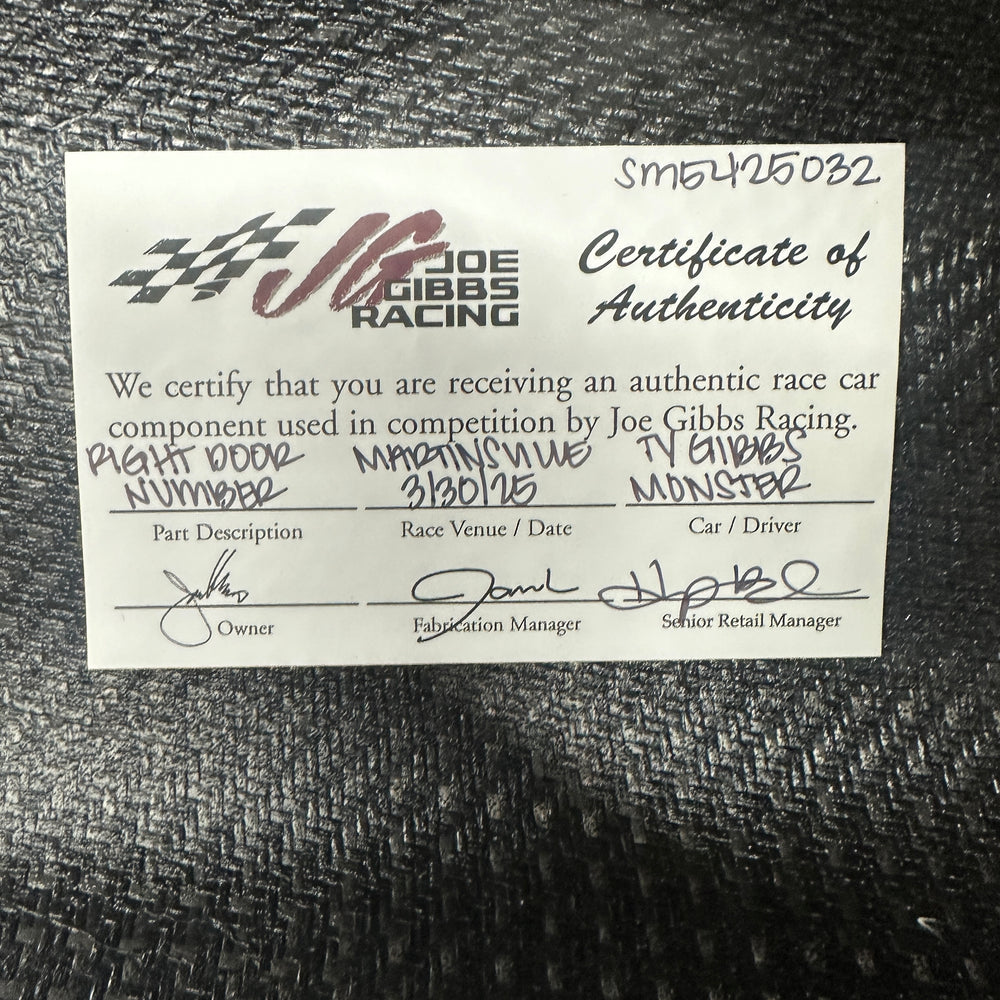 SM5425032
JG JOE
GIBBS
RACING
Certificate of
Authenticity
We certify that you are receiving an authentic race car
component used in competition by Joe Gibbs Racing.
RIGHT DOOR
NUMBER
MARTINSVILLE
3/30/25
TY GIBBS
MONSTER
Part Description
Race Venue / Date
Car / Driver
Owner
Fabrication Manager
Senior Retail Manager